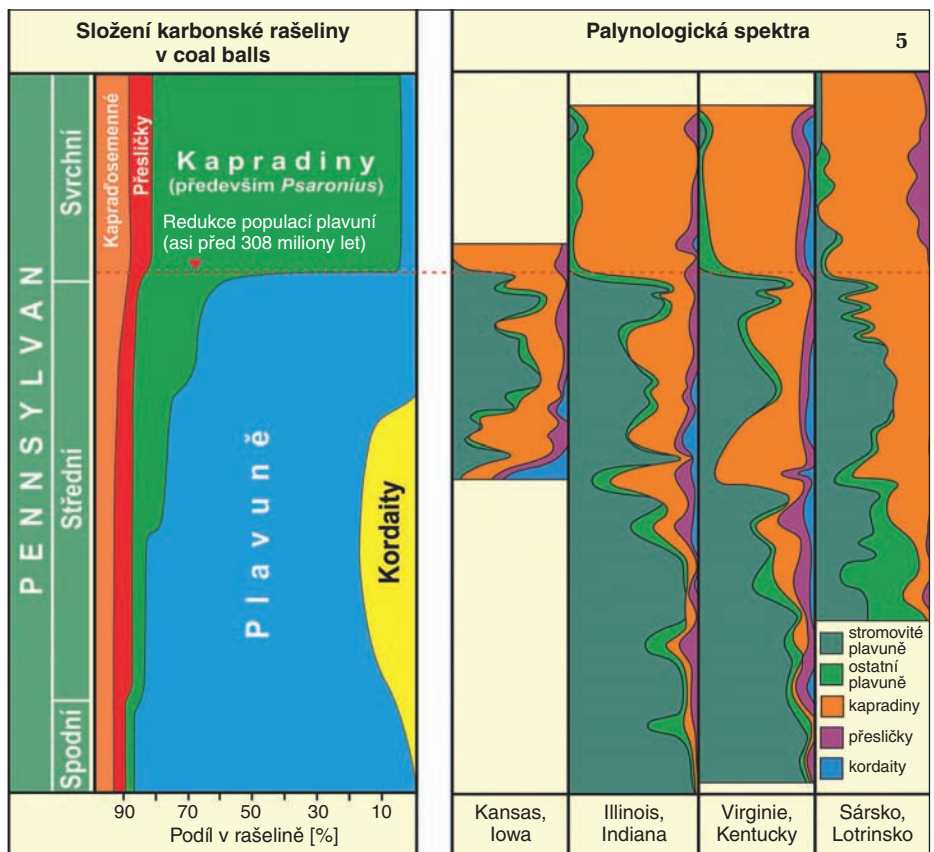 Složení karbonské rašeliny
v coal balls
Palynologická spektra
5
PENNSYLVAN
Svrchní
Střední
Spodní
Kapraďosemenné
Přesličky
Kapradiny
(především Psaronius)
Redukce populací plavuní
(asi před 308 miliony let)
Plavuně
Kordaity
90 70 50 30 10
Podíl v rašelině [%]
stromovité
plavuně
ostatní
plavuně
kapradiny
přesličky
kordaity
Kansas,
Iowa
Illinois,
Indiana
Virginie,
Kentucky
Sársko,
Lotrinsko